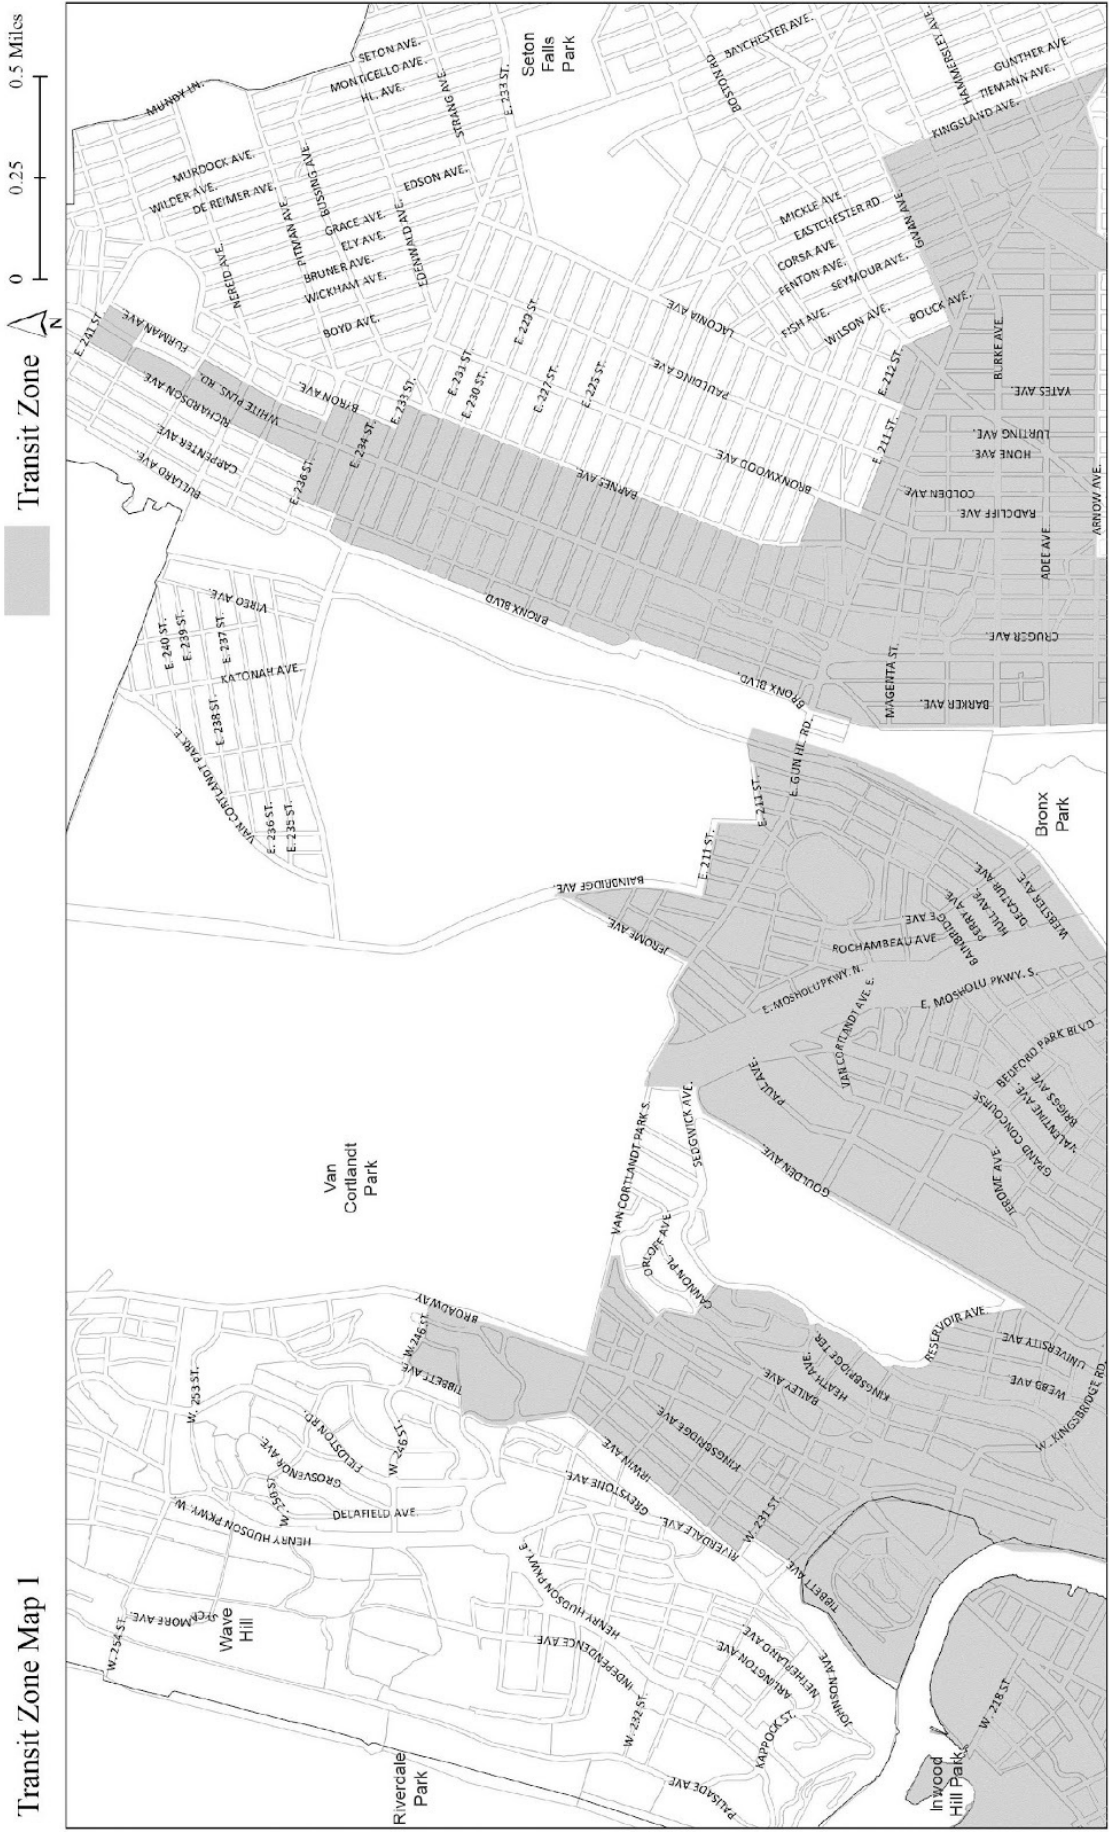 Transit Zone Map 1
Transit Zone
N
0 0.25 0.5 Miles
W. 254 ST.
SYCAMORE AVE.
Wave
Hill
Riverdale
Park
HENRY HUDSON PKWY. W.
W. 253 ST.
W. 250 ST.
GROSVENOR AVE.
FIELDSTON RD.
DELAFIELD AVE.
W. 246 ST.
W. 246 ST.
TIBBETT AVE.
BROADWAY
HENRY HUDSON PKWY. E.
INDEPENDENCE AVE.
GREYSTONE AVE.
IRWIN AVE.
RIVERDALE AVE.
W. 232 ST.
PALISADE AVE
ARLINGTON AVE.
NETHERLAND AVE.
KAPPOCK ST.
JOHNSON AVE.
W. 231 ST.
TIBBETT AVE.
KINGSBRIDGE AVE.
BAILEY AVE.
HEATH AVE.
KINGSBRIDGE TER
Inwood
Hill Park
W. 218 ST.
RESERVOIR AVE.
UNIVERSITY AVE
WEBB AVE
W. KINGSBRIDGE RD.
Van
Cortlandt
Park
VAN CORTLANDT PARK S.
ORLOFF AVE.
CANNON PL.
SEDGWICK AVE.
GOULDEN AVE.
PAUL AVE.
VAN CORTLANDT AVE. E.
E. MOSHOLU PKWY. N.
E. MOSHOLU PKWY. S.
BEDFORD PARK BLVD
GRAND CONCOURSE
JEROME AVE.
VALENTINE AVE.
BRIGGS AVE
JEROME AVE.
BAINBRIDGE AVE.
E. 211 ST.
E. 211 ST.
E. GUN HL. RD.
ROCHAMBEAU AVE.
BAINBRIDGE AVE
PERRY AVE.
HULL AVE.
DECATUR AVE.
WEBSTER AVE.
Bronx
Park
VAN CORTLANDT PARK E.
E. 240 ST.
E. 239 ST.
E. 238 ST.
E. 237 ST.
E. 236 ST.
E. 235 ST.
KATONAH AVE.
VIREO AVE.
BRONX BLVD
BRONX BLVD.
BULLARD AVE.
CARPENTER AVE
RICHARDSON AVE.
WHITE PLNS. RD.
FURMAN AVE
E. 241 ST.
BYRON AVE.
E. 236 ST.
E. 234 ST.
E. 233 ST.
E. 231 ST.
E. 230 ST.
E. 229 ST.
E. 227 ST.
E. 225 ST.
BARNES AVE.
BRONXWOOD AVE.
PAULDING AVE.
LACONIA AVE.
MUNDY LN.
MURDOCK AVE.
WILDER AVE.
DE REIMER AVE.
NEREID AVE.
PITMAN AVE.
BUSSING AVE.
GRACE AVE.
ELY AVE.
BRUNER AVE.
WICKHAM AVE.
BOYD AVE.
EDENWALD AVE.
EDSON AVE.
STRANG AVE.
SETON AVE.
MONTICELLO AVE.
HL. AVE.
E. 233 ST.
Seton
Falls
Park
BOSTON RD
BAYCHESTER AVE.
HAMMERSLEY AVE.
GUNTHER AVE.
TIEMANN AVE.
KINGSLAND AVE.
GIVAN AVE.
MICKLE AVE.
EASTCHESTER RD.
CORSA AVE.
FENTON AVE.
SEYMOUR AVE.
FISH AVE.
WILSON AVE.
BOUCK AVE.
E. 212 ST.
E. 211 ST.
BURKE AVE.
YATES AVE.
LURTING AVE.
HONE AVE
COLDEN AVE
RADCLIFF AVE
ADEE AVE.
ARNOW AVE.
CRUGER AVE
MAGENTA ST.
BARKER AVE.